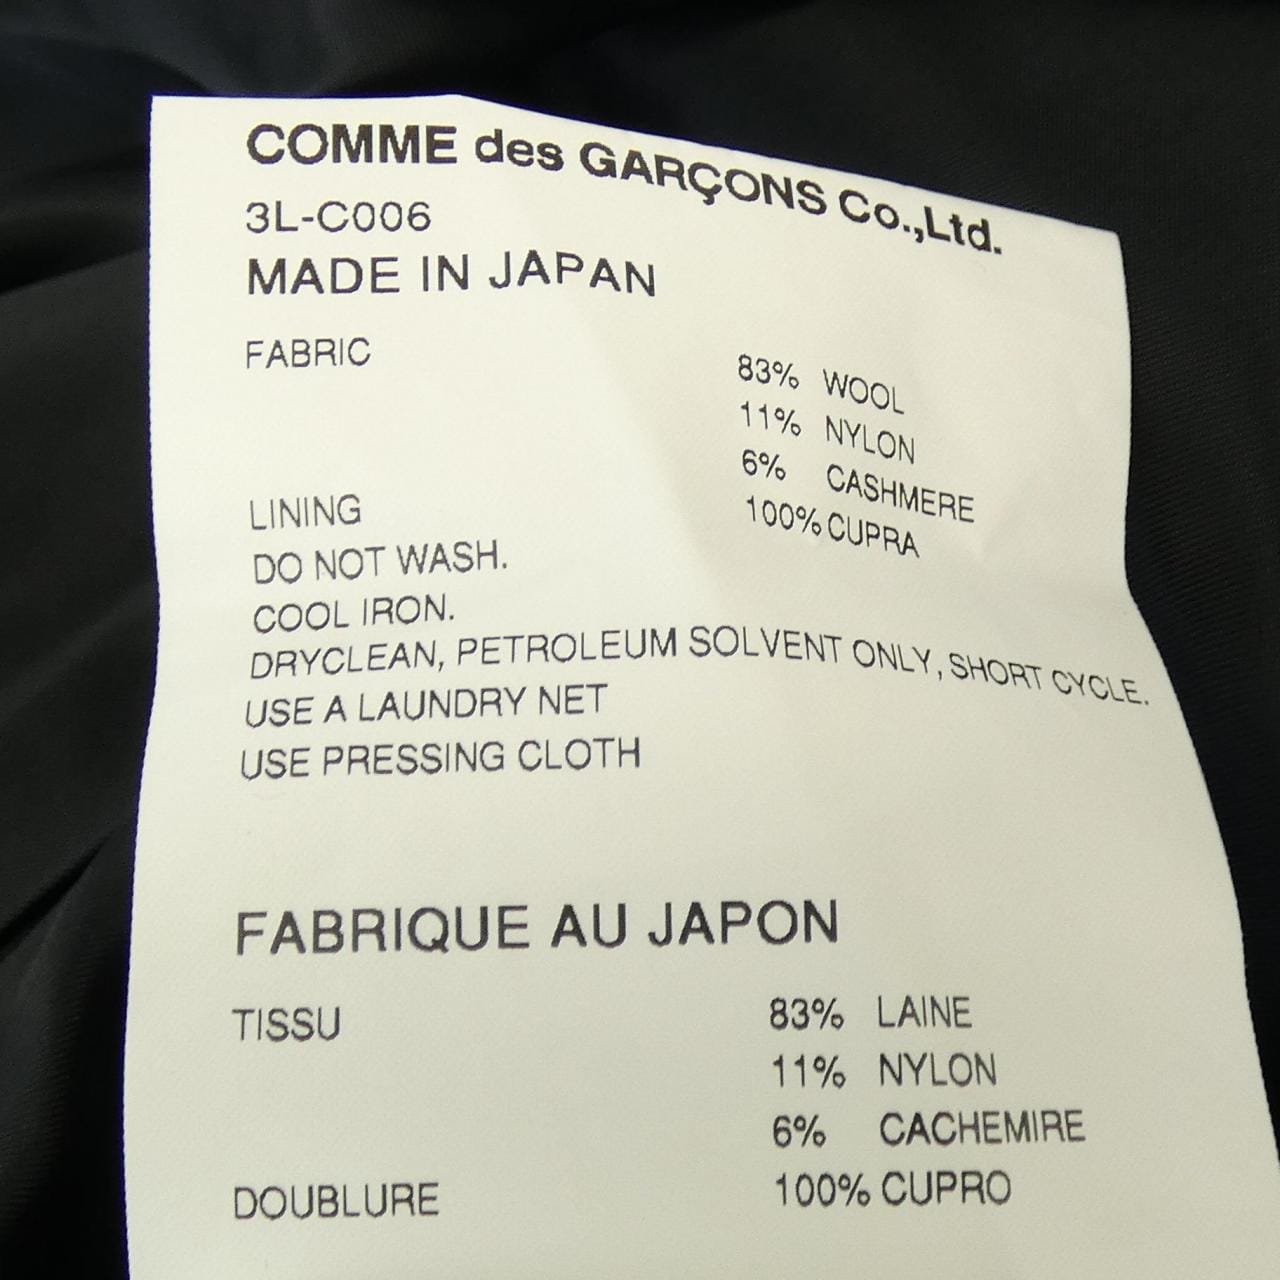 COMME des GARÇONS Co.,Ltd.
3L-C006
MADE IN JAPAN
FABRIC 83% WOOL
11% NYLON
6% CASHMERE
LINING 100% CUPRA
DO NOT WASH.
COOL IRON.
DRYCLEAN, PETROLEUM SOLVENT ONLY, SHORT CYCLE.
USE A LAUNDRY NET
USE PRESSING CLOTH
FABRIQUE AU JAPON
TISSU 83% LAINE
11% NYLON
6% CACHEMIRE
DOUBLURE 100% CUPRO